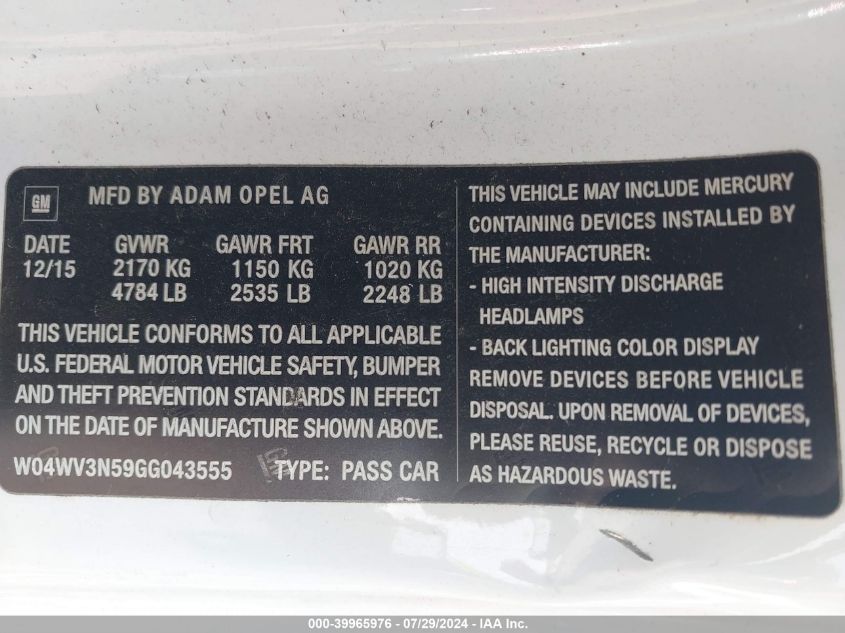 GM MFD BY ADAM OPEL AG
DATE GVWR GAWR FRT GAWR RR
12/15 2170 KG 1150 KG 1020 KG
4784 LB 2535 LB 2248 LB
THIS VEHICLE CONFORMS TO ALL APPLICABLE
U.S. FEDERAL MOTOR VEHICLE SAFETY, BUMPER
AND THEFT PREVENTION STANDARDS IN EFFECT
ON THE DATE OF MANUFACTURE SHOWN ABOVE.
W04WV3N59GG043555 TYPE: PASS CAR
THIS VEHICLE MAY INCLUDE MERCURY
CONTAINING DEVICES INSTALLED BY
THE MANUFACTURER:
- HIGH INTENSITY DISCHARGE
HEADLAMPS
- BACK LIGHTING COLOR DISPLAY
REMOVE DEVICES BEFORE VEHICLE
DISPOSAL. UPON REMOVAL OF DEVICES,
PLEASE REUSE, RECYCLE OR DISPOSE
AS HAZARDOUS WASTE.
000-39965976 - 07/29/2024 - IAA Inc.